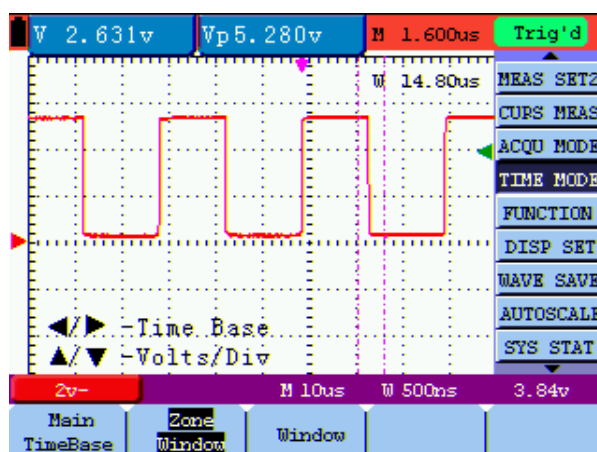 V 2.631v Vp5.280v M 1.600us Trig'd
W 14.80us
MEAS SET2
CUPS MEAS
ACQU MODE
TIME MODE
FUNCTION
DISP SET
WAVE SAVE
AUTOSCALE
SYS STAT
◀/▶ -Time Base
▲/▼ -Volts/Div
2v- M 10us W 500ns 3.84v
Main TimeBase
Zone Window
Window